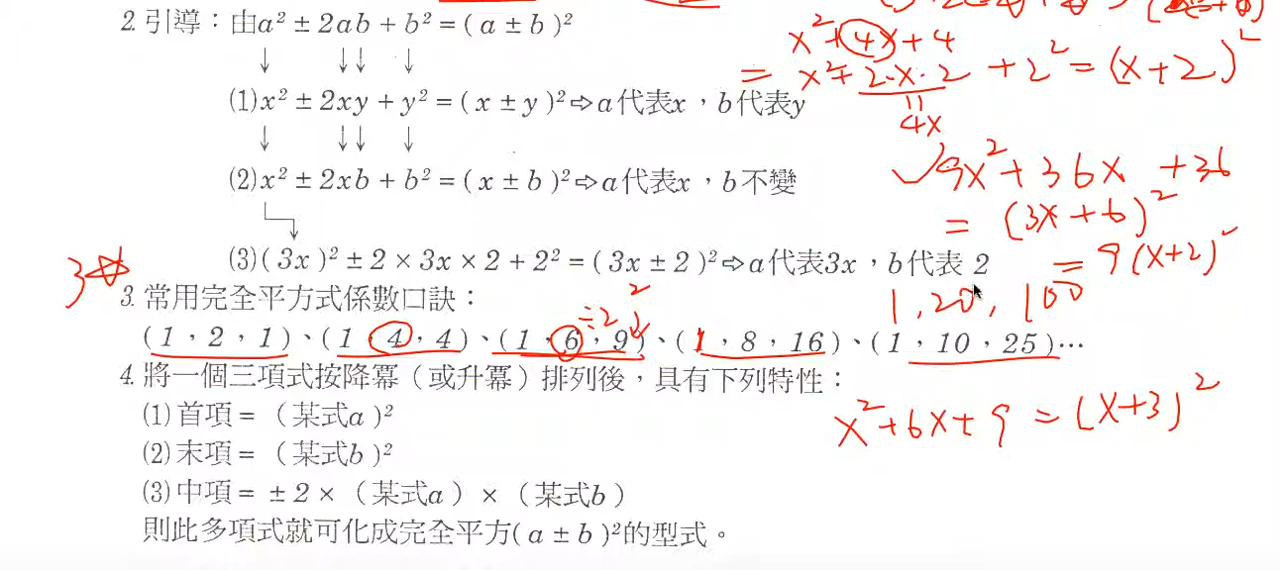 2. 引導：由a² ± 2ab + b² = ( a ± b )²
x² + 4x + 4
= x² + 2·x·2 + 2² = (x+2)²
↓ ↓↓ ↓
(1) x² ± 2xy + y² = ( x ± y )² ⇨ a代表x，b代表y
4x
↓ ↓↓ ↓
9x² + 36x + 36
(2) x² ± 2xb + b² = ( x ± b )² ⇨ a代表x，b不變
= (3x+6)²
(3) ( 3x )² ± 2 × 3x × 2 + 2² = ( 3x ± 2 )² ⇨ a代表3x，b代表 2
= 9(x+2)²
3
3. 常用完全平方式係數口訣：
1, 20, 100
÷2 2
(1，2，1)、(1，4，4)、(1，6，9)、(1，8，16)、(1，10，25)…
4. 將一個三項式按降冪（或升冪）排列後，具有下列特性：
(1) 首項 = （某式a）²
x² + 6x + 9 = (x+3)²
(2) 末項 = （某式b）²
(3) 中項 = ± 2 ×（某式a）×（某式b）
則此多項式就可化成完全平方( a ± b )²的型式。